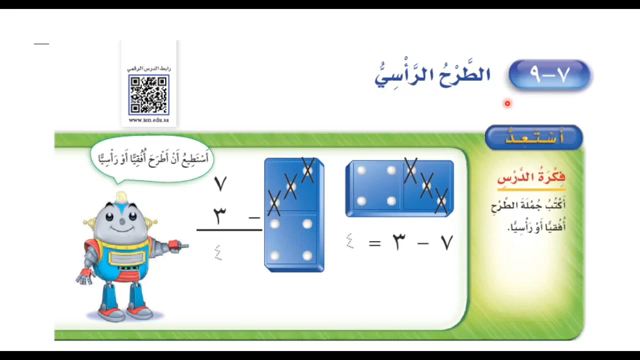 رابط الدرس الرقمي
www.ien.edu.sa
٧-٩
الطَّرْحُ الرَّأْسِيُّ
أَسْتَعِدُّ
فِكْرَةُ الدَّرْسِ
أَكْتُبُ جُمْلَةَ الطَّرْحِ
أُفُقِيًّا أَوْ رَأْسِيًّا.
٧ – ٣ = ٤
أَسْتَطِيعُ أَنْ أَطْرَحَ أُفُقِيًّا أَوْ رَأْسِيًّا
٧
– ٣
٤